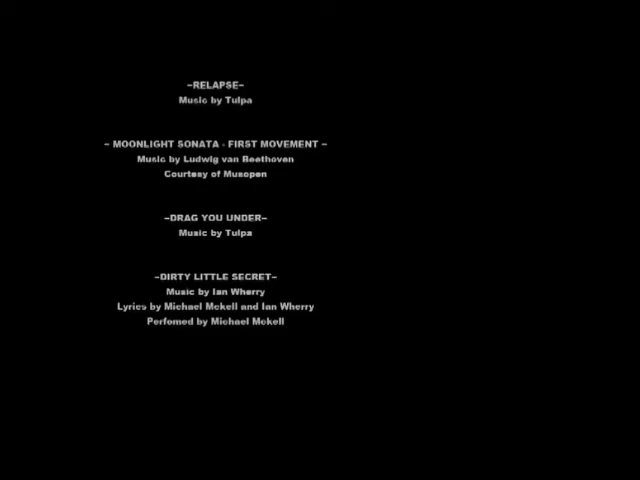 ~RELAPSE~
Music by Tulpa
~ MOONLIGHT SONATA - FIRST MOVEMENT ~
Music by Ludwig van Beethoven
Courtesy of Musopen
~DRAG YOU UNDER~
Music by Tulpa
~DIRTY LITTLE SECRET~
Music by Ian Wherry
Lyrics by Michael Mckell and Ian Wherry
Perfomed by Michael Mckell